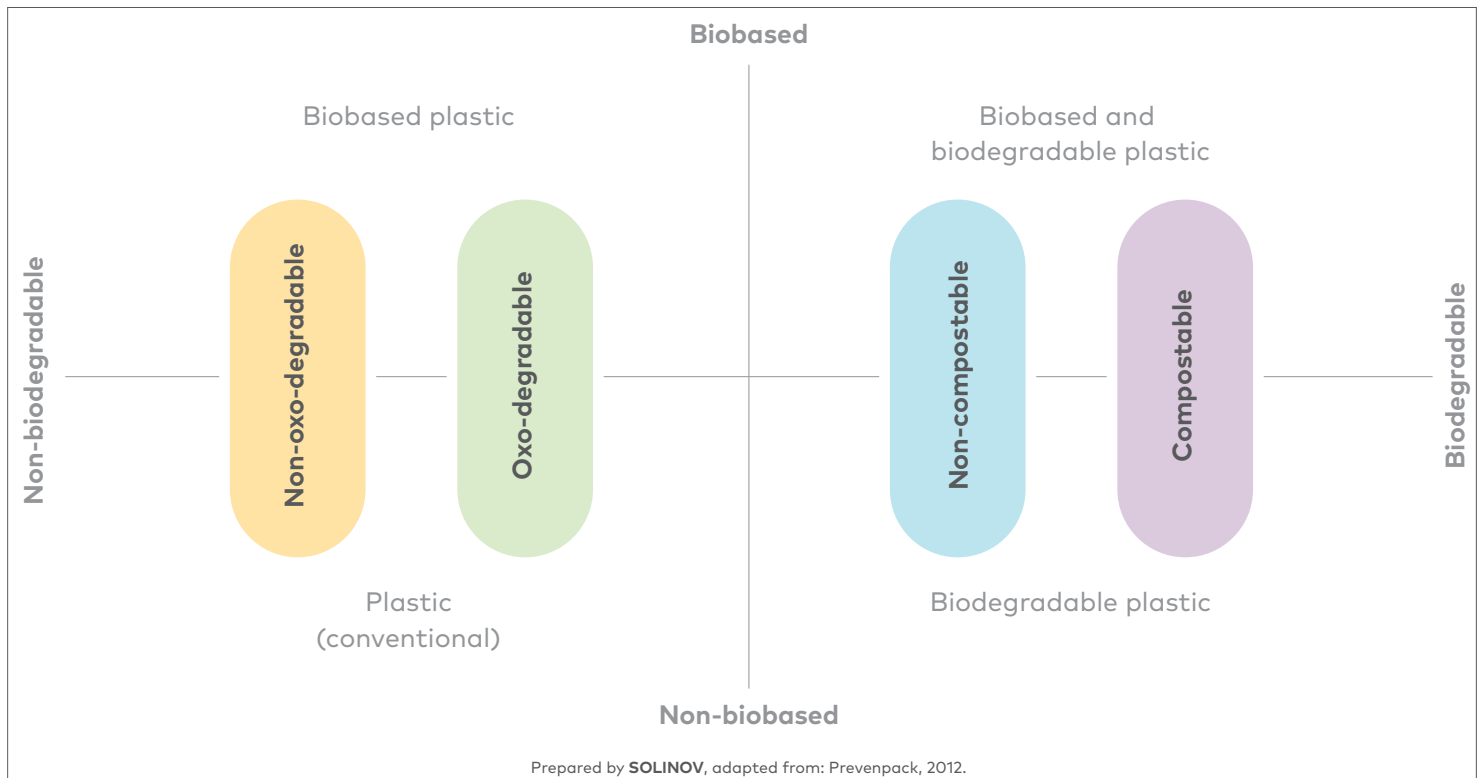 Biobased
Biobased plastic
Biobased and
biodegradable plastic
Non-biodegradable
Non-oxo-degradable
Oxo-degradable
Non-compostable
Compostable
Biodegradable
Plastic
(conventional)
Biodegradable plastic
Non-biobased
Prepared by SOLINOV, adapted from: Prevenpack, 2012.